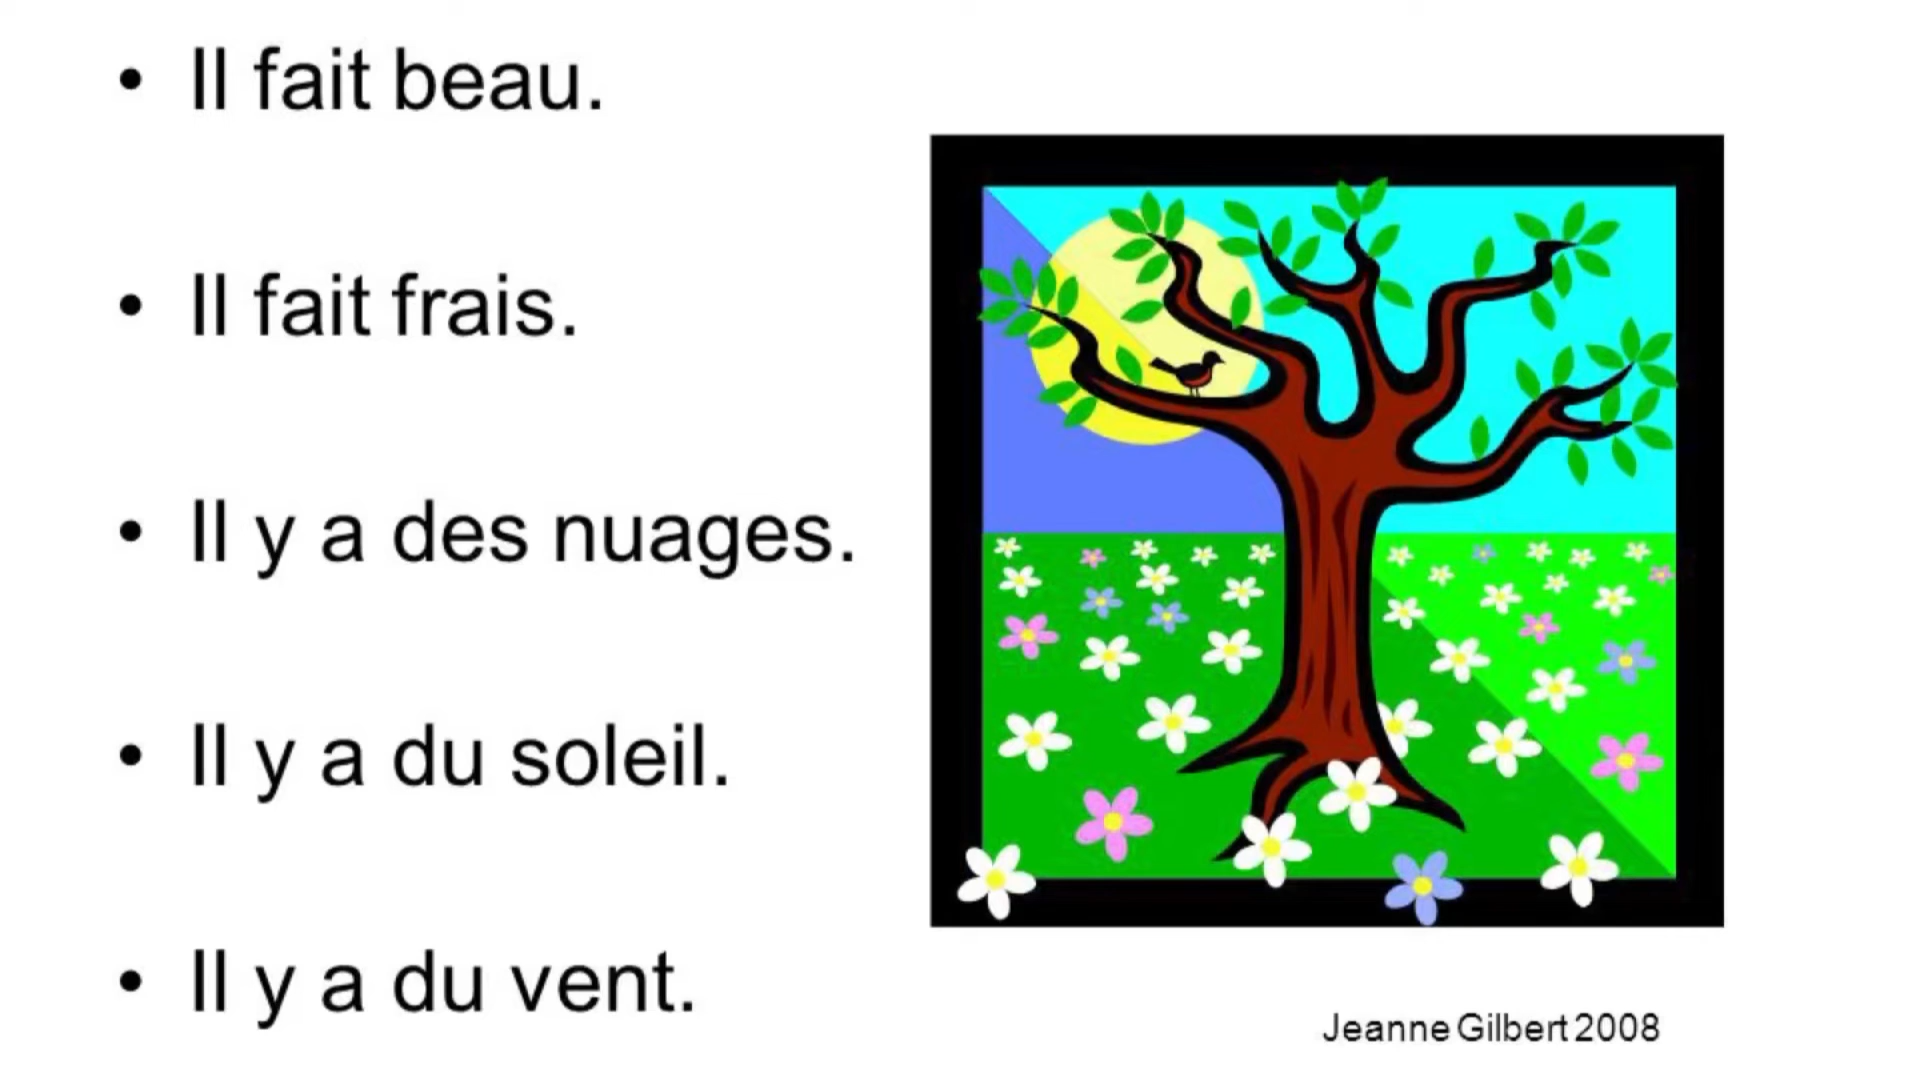 • Il fait beau.
• Il fait frais.
• Il y a des nuages.
• Il y a du soleil.
• Il y a du vent.
Jeanne Gilbert 2008